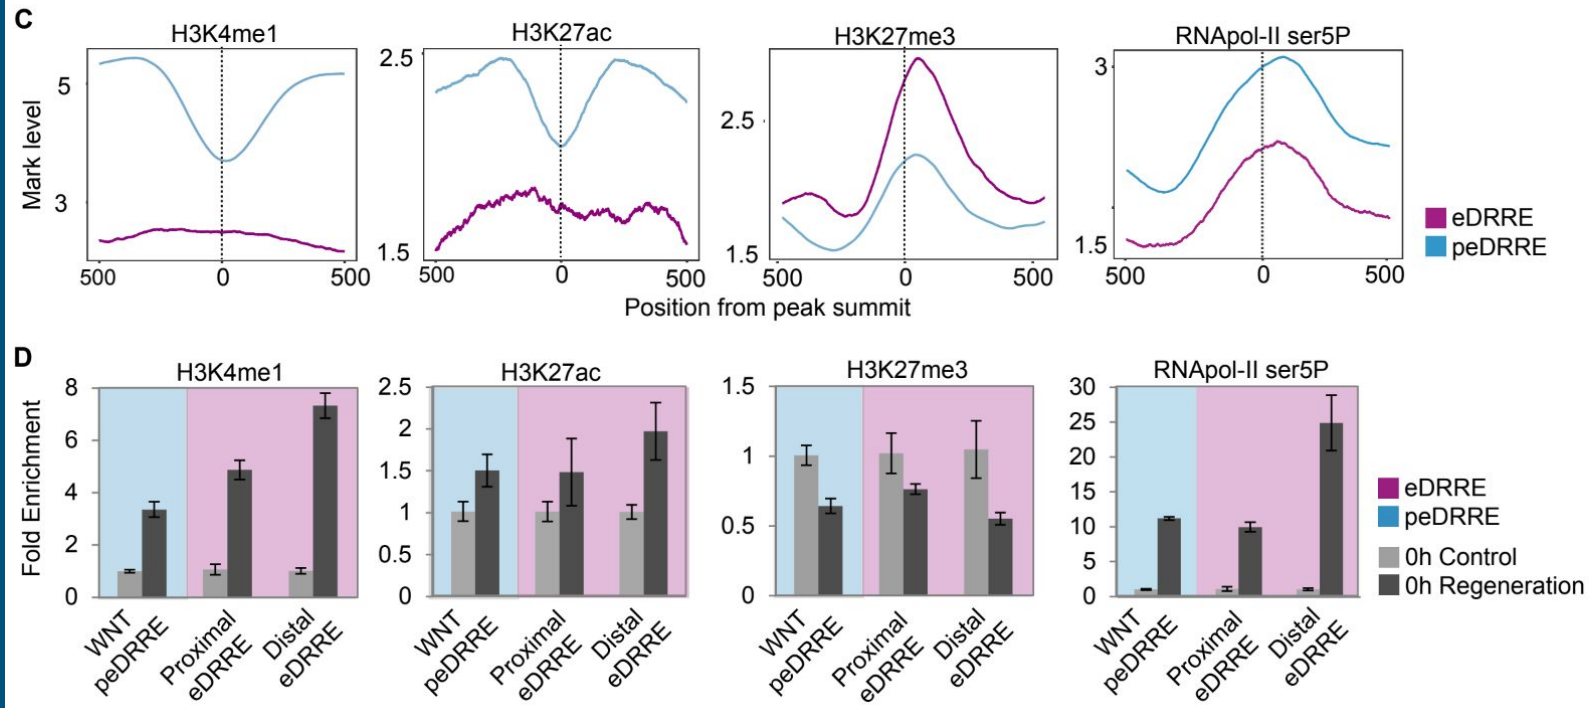 C
H3K4me1
H3K27ac
H3K27me3
RNApol-II ser5P
Mark level
5
3
2.5
1.5
2.5
1.5
3
1.5
500 0 500
500 0 500
500 0 500
500 0 500
Position from peak summit
eDRRE
peDRRE
D
H3K4me1
H3K27ac
H3K27me3
RNApol-II ser5P
Fold Enrichment
8
6
4
2
0
2.5
2
1.5
1
0.5
0
1.5
1
0.5
0
30
25
20
15
10
5
0
WNT
peDRRE
Proximal
eDRRE
Distal
eDRRE
WNT
peDRRE
Proximal
eDRRE
Distal
eDRRE
WNT
peDRRE
Proximal
eDRRE
Distal
eDRRE
WNT
peDRRE
Proximal
eDRRE
Distal
eDRRE
eDRRE
peDRRE
0h Control
0h Regeneration